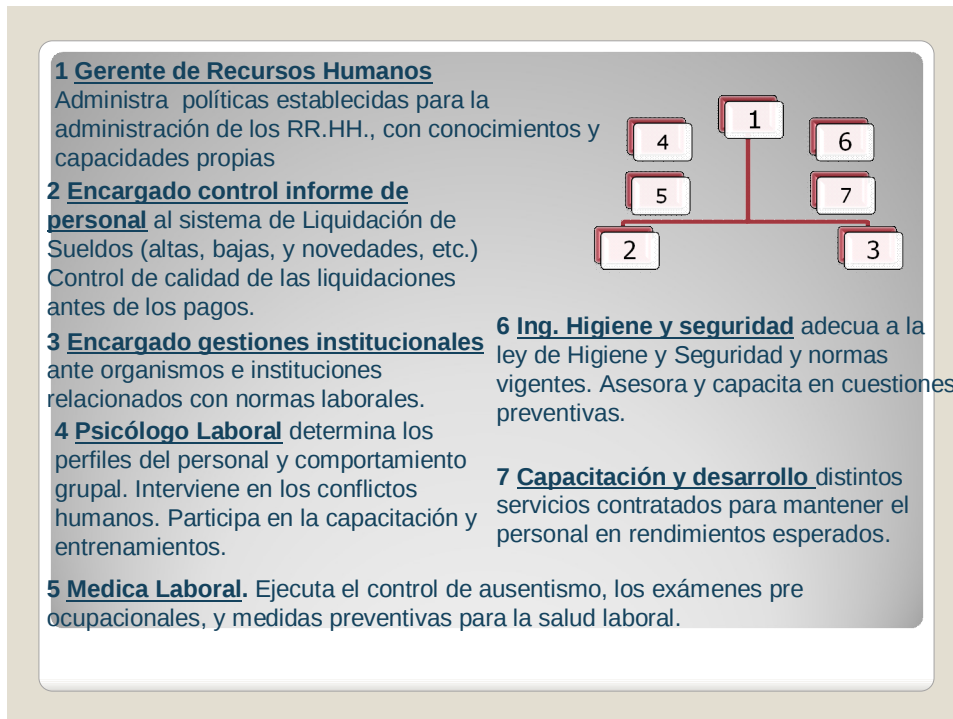 1 Gerente de Recursos Humanos
Administra políticas establecidas para la
administración de los RR.HH., con conocimientos y
capacidades propias
2 Encargado control informe de
personal al sistema de Liquidación de
Sueldos (altas, bajas, y novedades, etc.)
Control de calidad de las liquidaciones
antes de los pagos.
3 Encargado gestiones institucionales
ante organismos e instituciones
relacionados con normas laborales.
4 Psicólogo Laboral determina los
perfiles del personal y comportamiento
grupal. Interviene en los conflictos
humanos. Participa en la capacitación y
entrenamientos.
5 Medica Laboral. Ejecuta el control de ausentismo, los exámenes pre
ocupacionales, y medidas preventivas para la salud laboral.
1
4
6
5
7
2
3
6 Ing. Higiene y seguridad adecua a la
ley de Higiene y Seguridad y normas
vigentes. Asesora y capacita en cuestiones
preventivas.
7 Capacitación y desarrollo distintos
servicios contratados para mantener el
personal en rendimientos esperados.